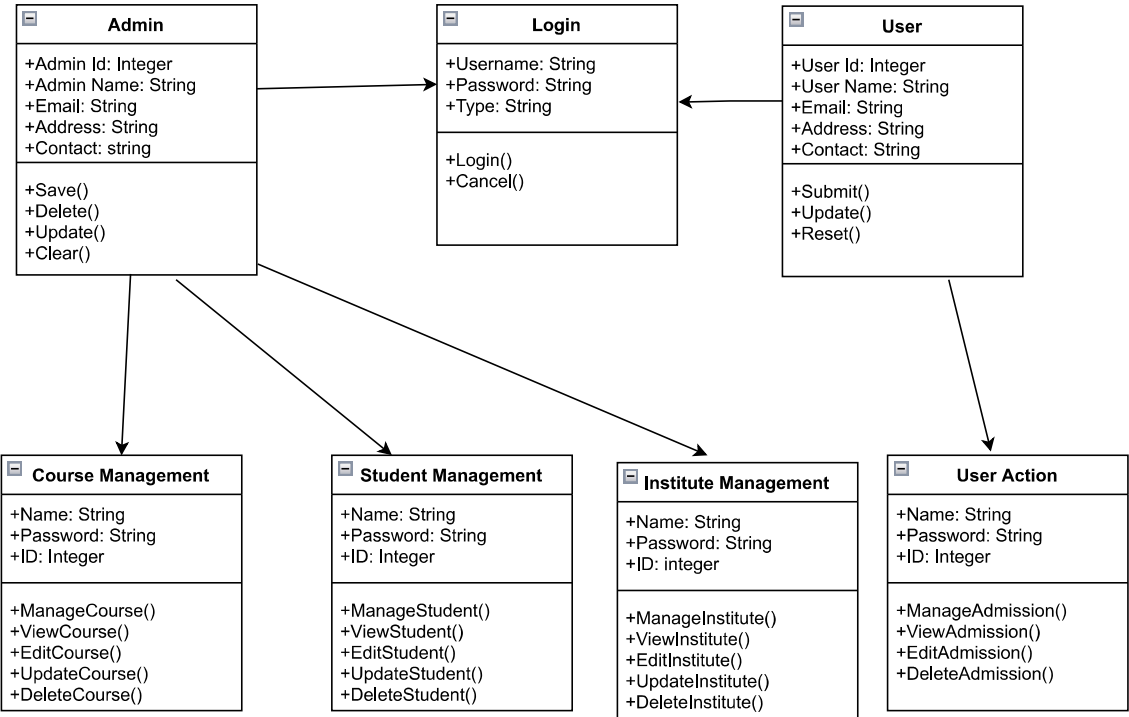 Admin
+Admin Id: Integer
+Admin Name: String
+Email: String
+Address: String
+Contact: string
+Save()
+Delete()
+Update()
+Clear()
Login
+Username: String
+Password: String
+Type: String
+Login()
+Cancel()
User
+User Id: Integer
+User Name: String
+Email: String
+Address: String
+Contact: String
+Submit()
+Update()
+Reset()
Course Management
+Name: String
+Password: String
+ID: Integer
+ManageCourse()
+ViewCourse()
+EditCourse()
+UpdateCourse()
+DeleteCourse()
Student Management
+Name: String
+Password: String
+ID: Integer
+ManageStudent()
+ViewStudent()
+EditStudent()
+UpdateStudent()
+DeleteStudent()
Institute Management
+Name: String
+Password: String
+ID: integer
+ManageInstitute()
+ViewInstitute()
+EditInstitute()
+UpdateInstitute()
+DeleteInstitute()
User Action
+Name: String
+Password: String
+ID: Integer
+ManageAdmission()
+ViewAdmission()
+EditAdmission()
+DeleteAdmission()